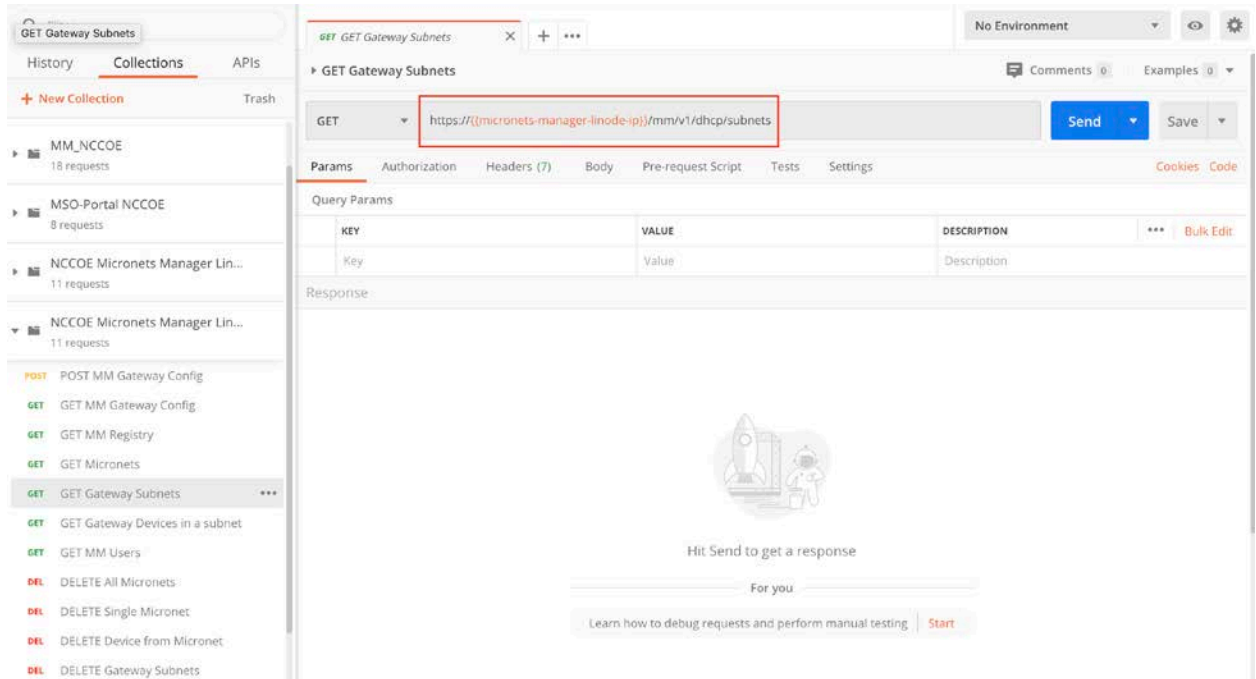 GET Gateway Subnets
History Collections APIs
+ New Collection Trash
MM_NCCOE
18 requests
MSO-Portal NCCOE
8 requests
NCCOE Micronets Manager Lin...
11 requests
NCCOE Micronets Manager Lin...
11 requests
POST POST MM Gateway Config
GET GET MM Gateway Config
GET GET MM Registry
GET GET Micronets
GET GET Gateway Subnets •••
GET GET Gateway Devices in a subnet
GET GET MM Users
DEL DELETE All Micronets
DEL DELETE Single Micronet
DEL DELETE Device from Micronet
DEL DELETE Gateway Subnets
GET GET Gateway Subnets × + •••
No Environment
GET Gateway Subnets
Comments 0 Examples 0
GET https://{{micronets-manager-linode-ip}}/mm/v1/dhcp/subnets Send Save
Params Authorization Headers (7) Body Pre-request Script Tests Settings Cookies Code
Query Params
KEY VALUE DESCRIPTION ••• Bulk Edit
Key Value Description
Response
Hit Send to get a response
For you
Learn how to debug requests and perform manual testing Start